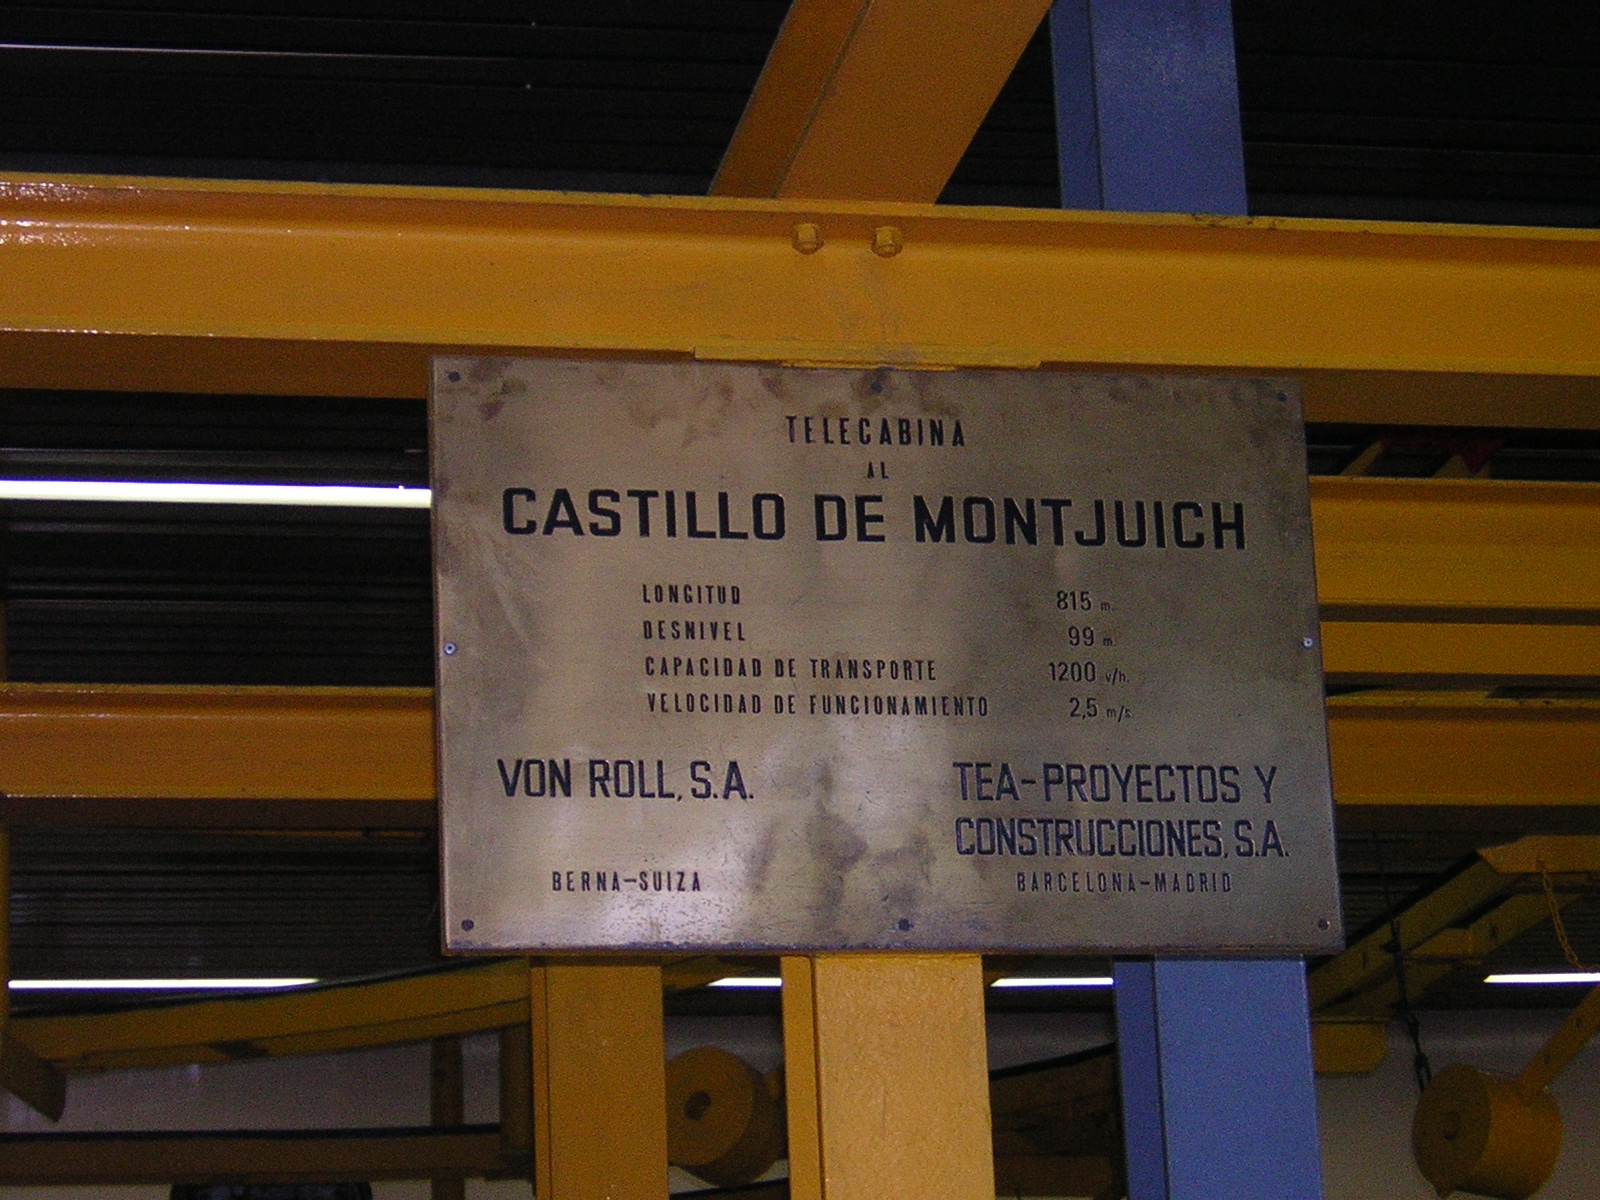 TELECABINA
AL
CASTILLO DE MONTJUICH
LONGITUD 815 m.
DESNIVEL 99 m.
CAPACIDAD DE TRANSPORTE 1200 v/h.
VELOCIDAD DE FUNCIONAMIENTO 2,5 m/s.
VON ROLL, S.A. TEA-PROYECTOS Y
CONSTRUCCIONES, S.A.
BERNA-SUIZA BARCELONA-MADRID